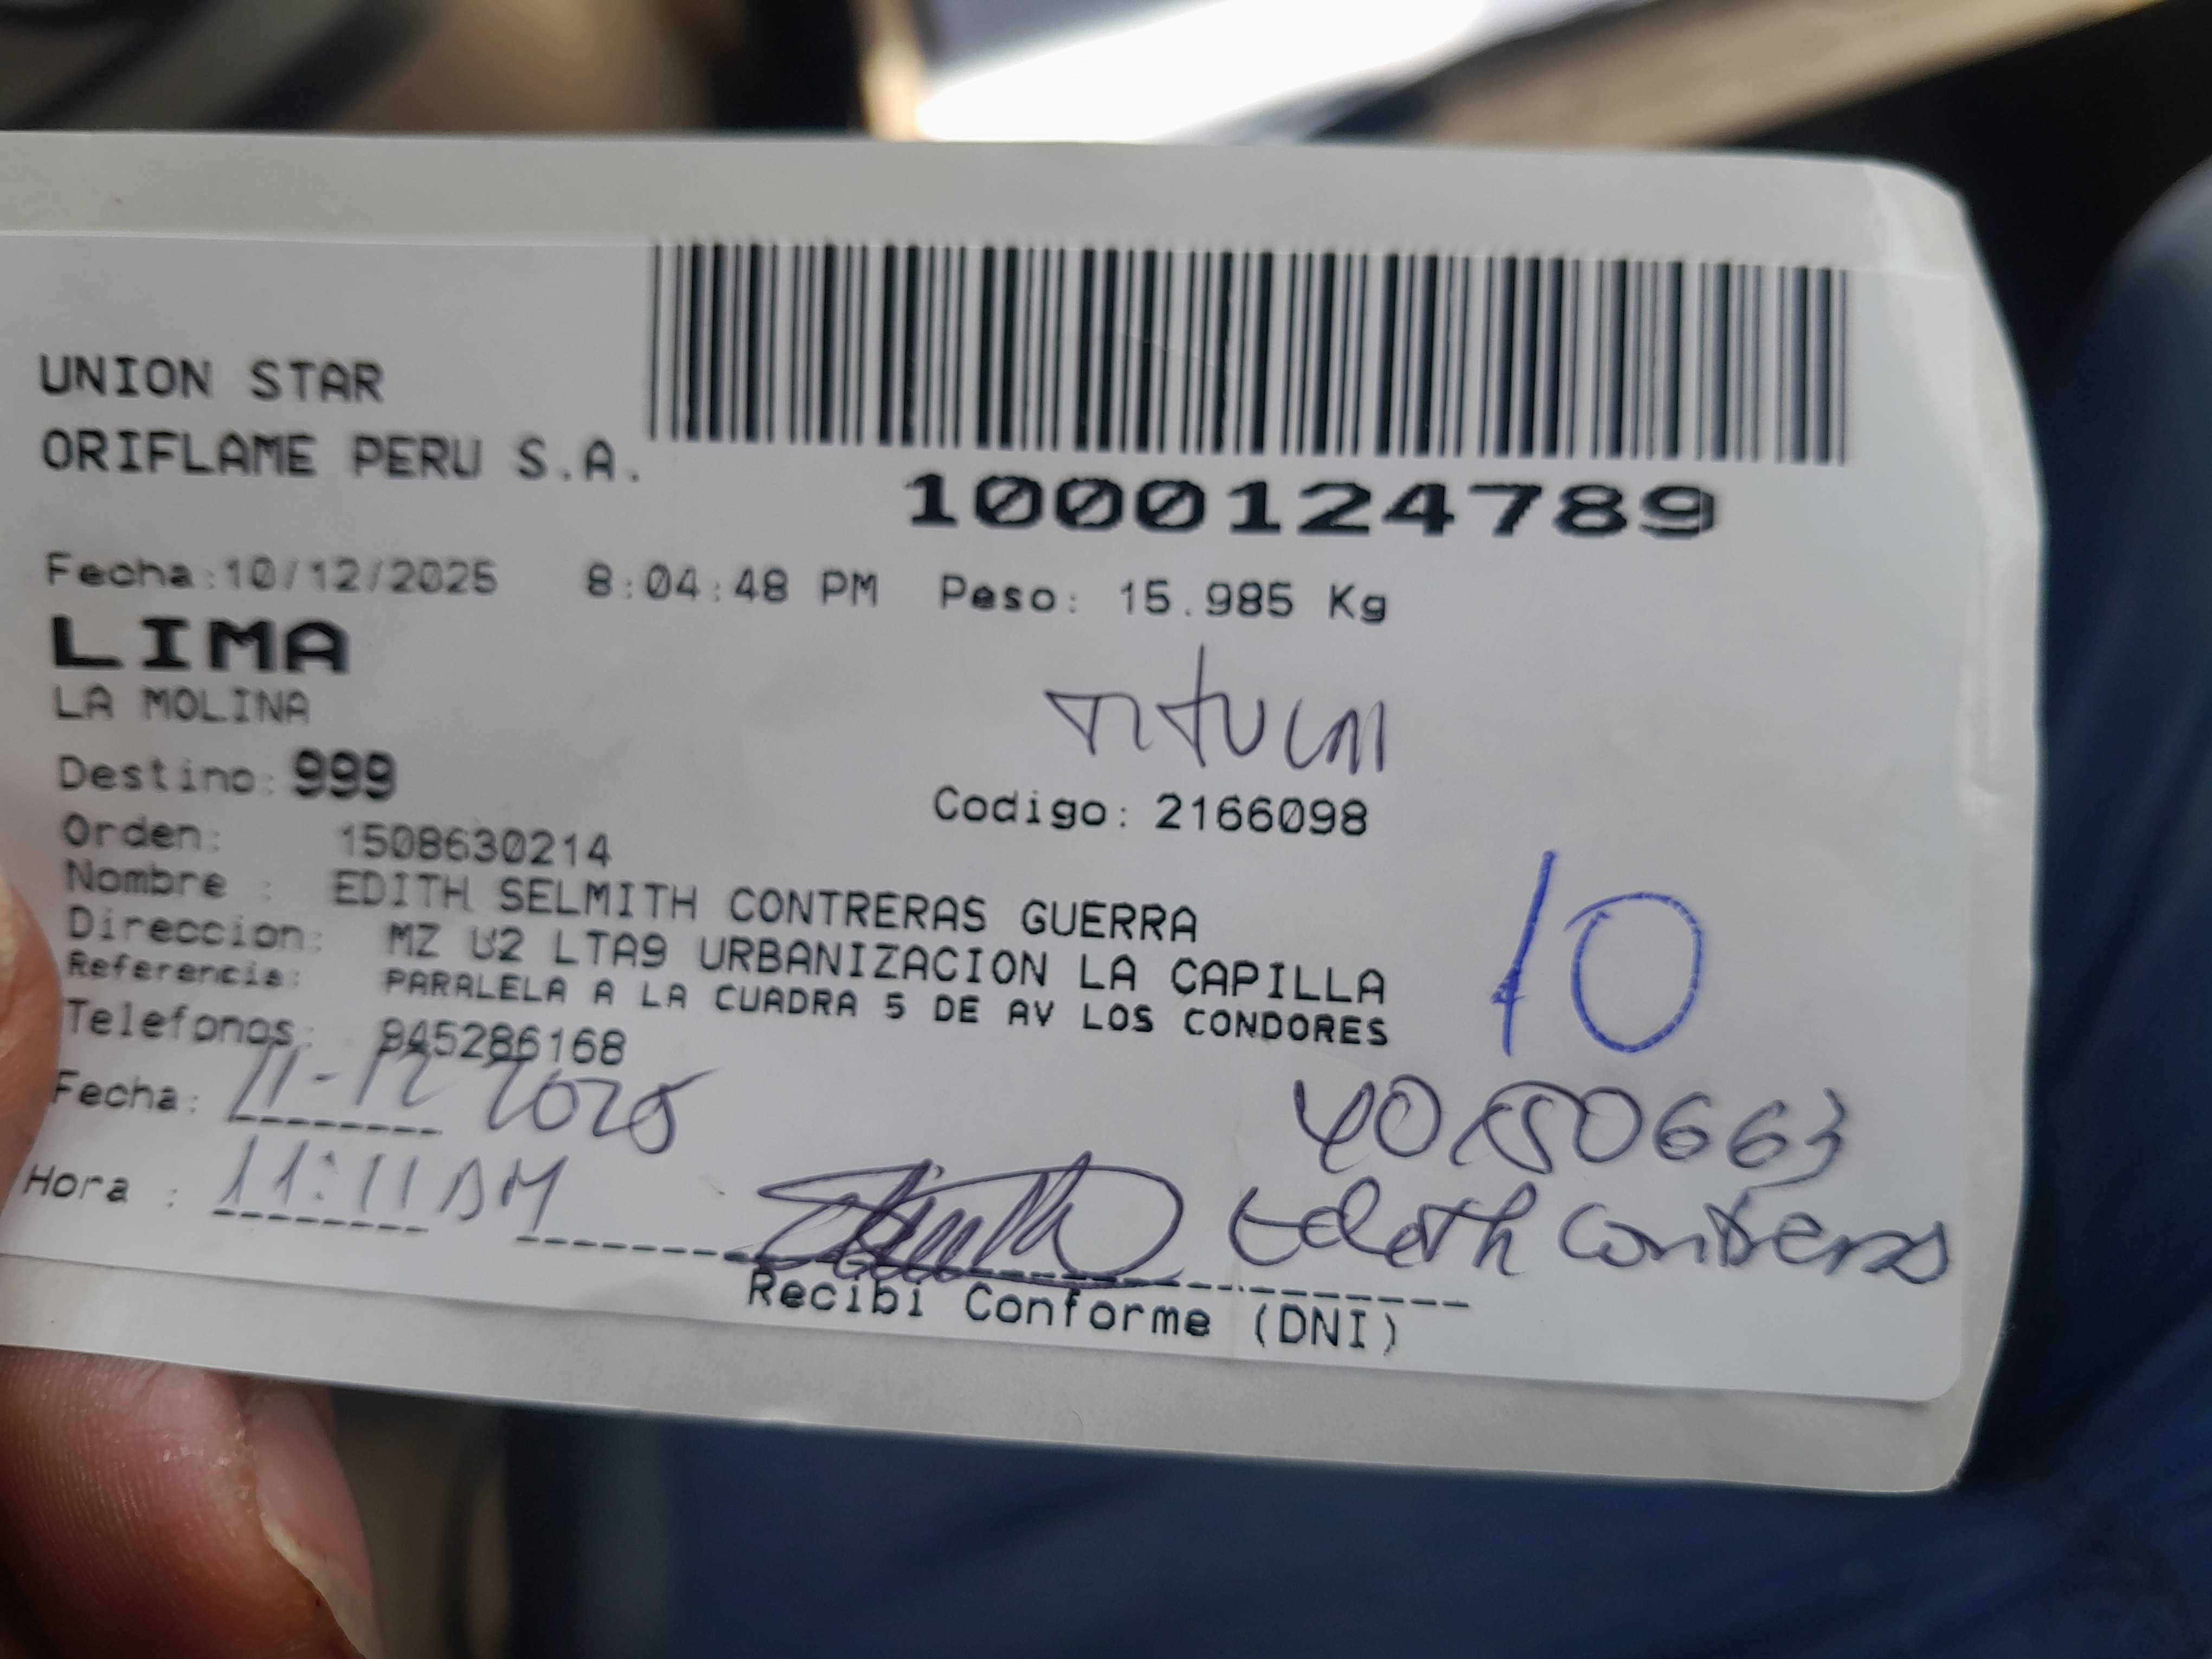 UNION STAR
ORIFLAME PERU S.A.
1000124789
Fecha:10/12/2025 8:04:48 PM Peso: 15.985 Kg
LIMA
LA MOLINA
Titular
Destino: 999
Codigo: 2166098
Orden: 1508630214
Nombre : EDITH SELMITH CONTRERAS GUERRA
Direccion: MZ U2 LTA9 URBANIZACION LA CAPILLA
10
Referencia: PARALELA A LA CUADRA 5 DE AV LOS CONDORES
Telefonos: 945286168
Fecha: 11-12 2025
Hora : 11:11 AM
Edith Contreras
Recibi Conforme (DNI)